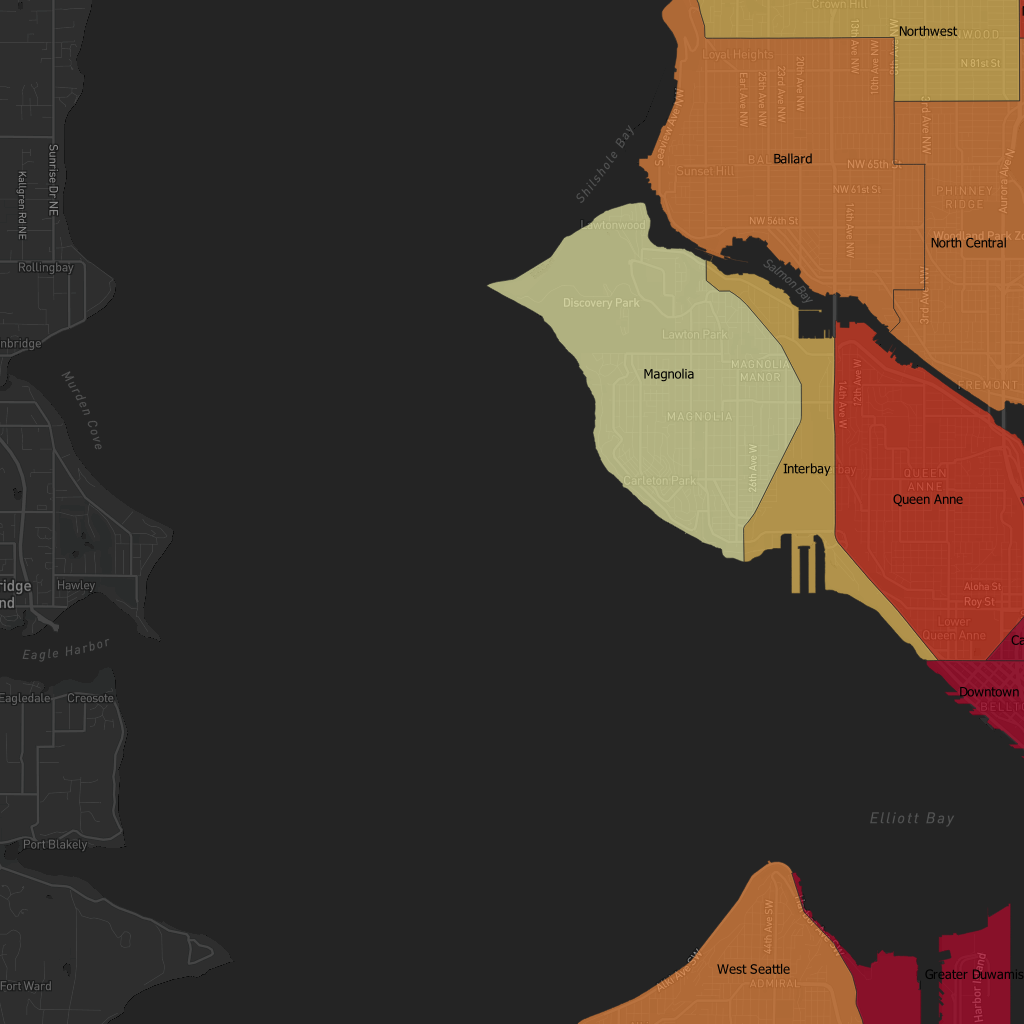 Crown Hill
Northwest
13th Ave NW
10th Ave NW
Loyal Heights
20th Ave NW
23rd Ave NW
25th Ave NW
Earl Ave NW
N 81st St
Seaview Ave NW
3rd Ave NW
Shilshole Bay
Ballard
NW 65th St
Sunset Hill
NW 61st St
PHINNEY
RIDGE
Aurora Ave N
Sunrise Dr NE
Kallgren Rd NE
NW 56th St
14th Ave NW
Lawtonwood
Woodland Park Zo
North Central
Rollingbay
Salmon Bay
3rd Ave NW
Discovery Park
Lawton Park
nbridge
MAGNOLIA
MANOR
Magnolia
12th Ave W
14th Ave W
FREMONT
Murden Cove
MAGNOLIA
26th Ave W
Interbay
bay
QUEEN
ANNE
Queen Anne
Carleton Park
ridge
nd
Hawley
Aloha St
Roy St
Lower
Queen Anne
Ca
Eagle Harbor
Eagledale
Creosote
Downtown
BELLTO
Elliott Bay
Port Blakely
44th Ave SW
Harbor Ave SW
Alki Ave SW
West Seattle
ADMIRAL
Greater Duwamis
Fort Ward